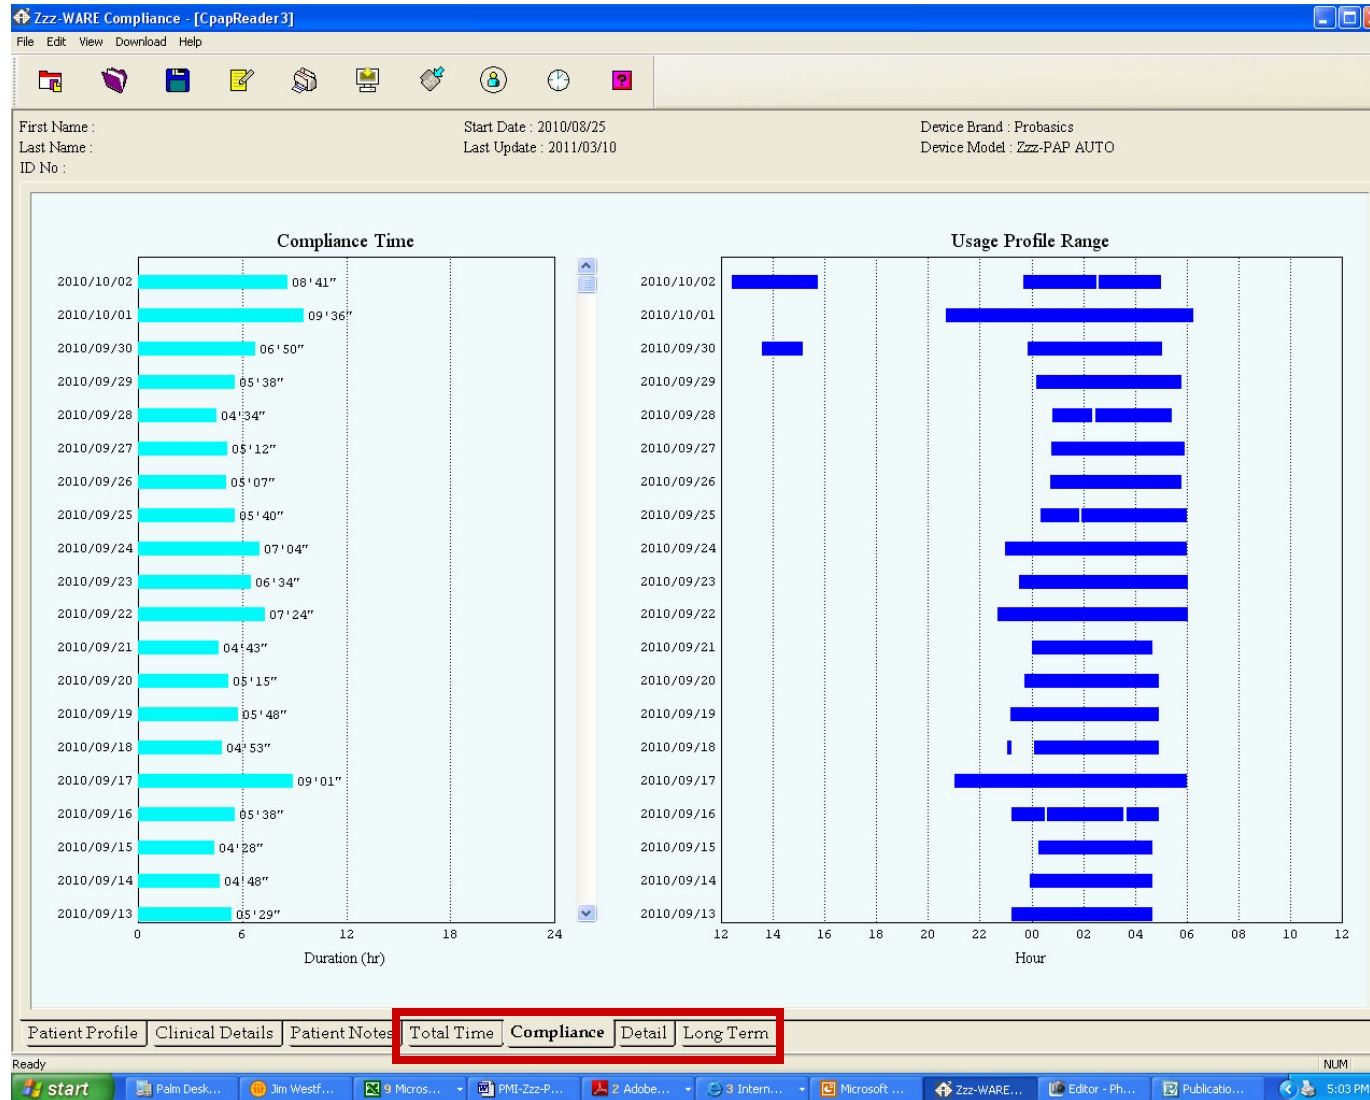 Zzz-WARE Compliance - [CpapReader3]
File Edit View Download Help
First Name :
Last Name :
ID No :
Start Date : 2010/08/25
Last Update : 2011/03/10
Device Brand : Probasics
Device Model : Zzz-PAP AUTO
Compliance Time
2010/10/02 08'41"
2010/10/01 09'36"
2010/09/30 06'50"
2010/09/29 05'38"
2010/09/28 04'34"
2010/09/27 05'12"
2010/09/26 05'07"
2010/09/25 05'40"
2010/09/24 07'04"
2010/09/23 06'34"
2010/09/22 07'24"
2010/09/21 04'43"
2010/09/20 05'15"
2010/09/19 05'48"
2010/09/18 04'53"
2010/09/17 09'01"
2010/09/16 05'38"
2010/09/15 04'28"
2010/09/14 04'48"
2010/09/13 05'29"
0 6 12 18 24
Duration (hr)
Usage Profile Range
2010/10/02
2010/10/01
2010/09/30
2010/09/29
2010/09/28
2010/09/27
2010/09/26
2010/09/25
2010/09/24
2010/09/23
2010/09/22
2010/09/21
2010/09/20
2010/09/19
2010/09/18
2010/09/17
2010/09/16
2010/09/15
2010/09/14
2010/09/13
12 14 16 18 20 22 00 02 04 06 08 10 12
Hour
Patient Profile Clinical Details Patient Notes Total Time Compliance Detail Long Term
Ready NUM
start Palm Desk... Jim Westf... 9 Micros... PMI-Zzz-P... 2 Adobe... 3 Intern... Microsoft ... Zzz-WARE... Editor - Ph... Publicatio... 5:03 PM